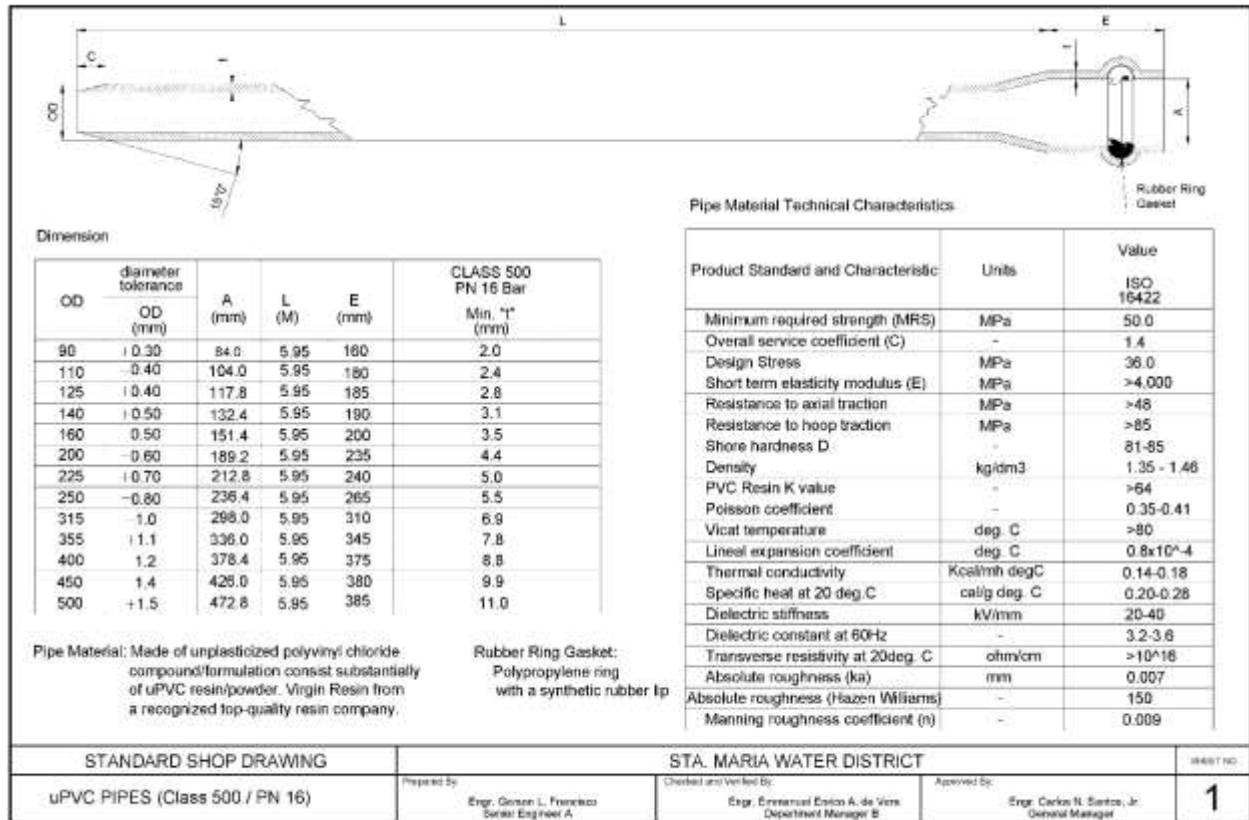 L
E
C
t
t
OD
A
15°0'
Rubber Ring
Gasket
Pipe Material Technical Characteristics
Dimension
OD
diameter tolerance
OD (mm)
A (mm)
L (M)
E (mm)
CLASS 500
PN 16 Bar
Min. "t" (mm)
90 0.30 84.0 5.95 160 2.0
110 0.40 104.0 5.95 180 2.4
125 0.40 117.8 5.95 185 2.8
140 0.50 132.4 5.95 190 3.1
160 0.50 151.4 5.95 200 3.5
200 0.60 189.2 5.95 235 4.4
225 0.70 212.8 5.95 240 5.0
250 0.80 236.4 5.95 265 5.5
315 1.0 298.0 5.95 310 6.9
355 1.1 336.0 5.95 345 7.8
400 1.2 378.4 5.95 375 8.8
450 1.4 426.0 5.95 380 9.9
500 +1.5 472.8 5.95 385 11.0
Product Standard and Characteristic Units Value
ISO
16422
Minimum required strength (MRS) MPa 50.0
Overall service coefficient (C) - 1.4
Design Stress MPa 36.0
Short term elasticity modulus (E) MPa >4,000
Resistance to axial traction MPa >48
Resistance to hoop traction MPa >85
Shore hardness D - 81-85
Density kg/dm3 1.35 - 1.46
PVC Resin K value - >64
Poisson coefficient - 0.35-0.41
Vicat temperature deg. C >80
Lineal expansion coefficient deg. C 0.8x10^-4
Thermal conductivity Kcal/mh degC 0.14-0.18
Specific heat at 20 deg.C cal/g deg. C 0.20-0.28
Dielectric stiffness kV/mm 20-40
Dielectric constant at 60Hz - 3.2-3.6
Transverse resistivity at 20deg. C ohm/cm >10^16
Absolute roughness (ka) mm 0.007
Absolute roughness (Hazen Williams) - 150
Manning roughness coefficient (n) - 0.009
Pipe Material: Made of unplasticized polyvinyl chloride
compound/formulation consist substantially
of uPVC resin/powder. Virgin Resin from
a recognized top-quality resin company.
Rubber Ring Gasket:
Polypropylene ring
with a synthetic rubber lip
STANDARD SHOP DRAWING
uPVC PIPES (Class 500 / PN 16)
STA. MARIA WATER DISTRICT
Prepared By:
Engr. L. Francisco
Senior Engineer A
Checked and Verified By:
Engr. Emmanuel Enrico A. de Vera
Department Manager B
Approved By:
Engr. Carlos N. Santos, Jr.
General Manager
SHEET NO.
1